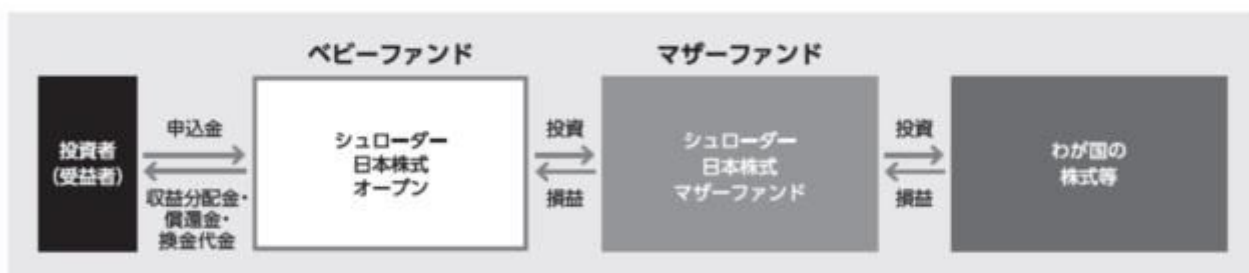 ベビーファンド
マザーファンド
投資者
(受益者)
申込金
収益分配金・
償還金・
換金代金
シュローダー
日本株式
オープン
投資
損益
シュローダー
日本株式
マザーファンド
投資
損益
わが国の
株式等